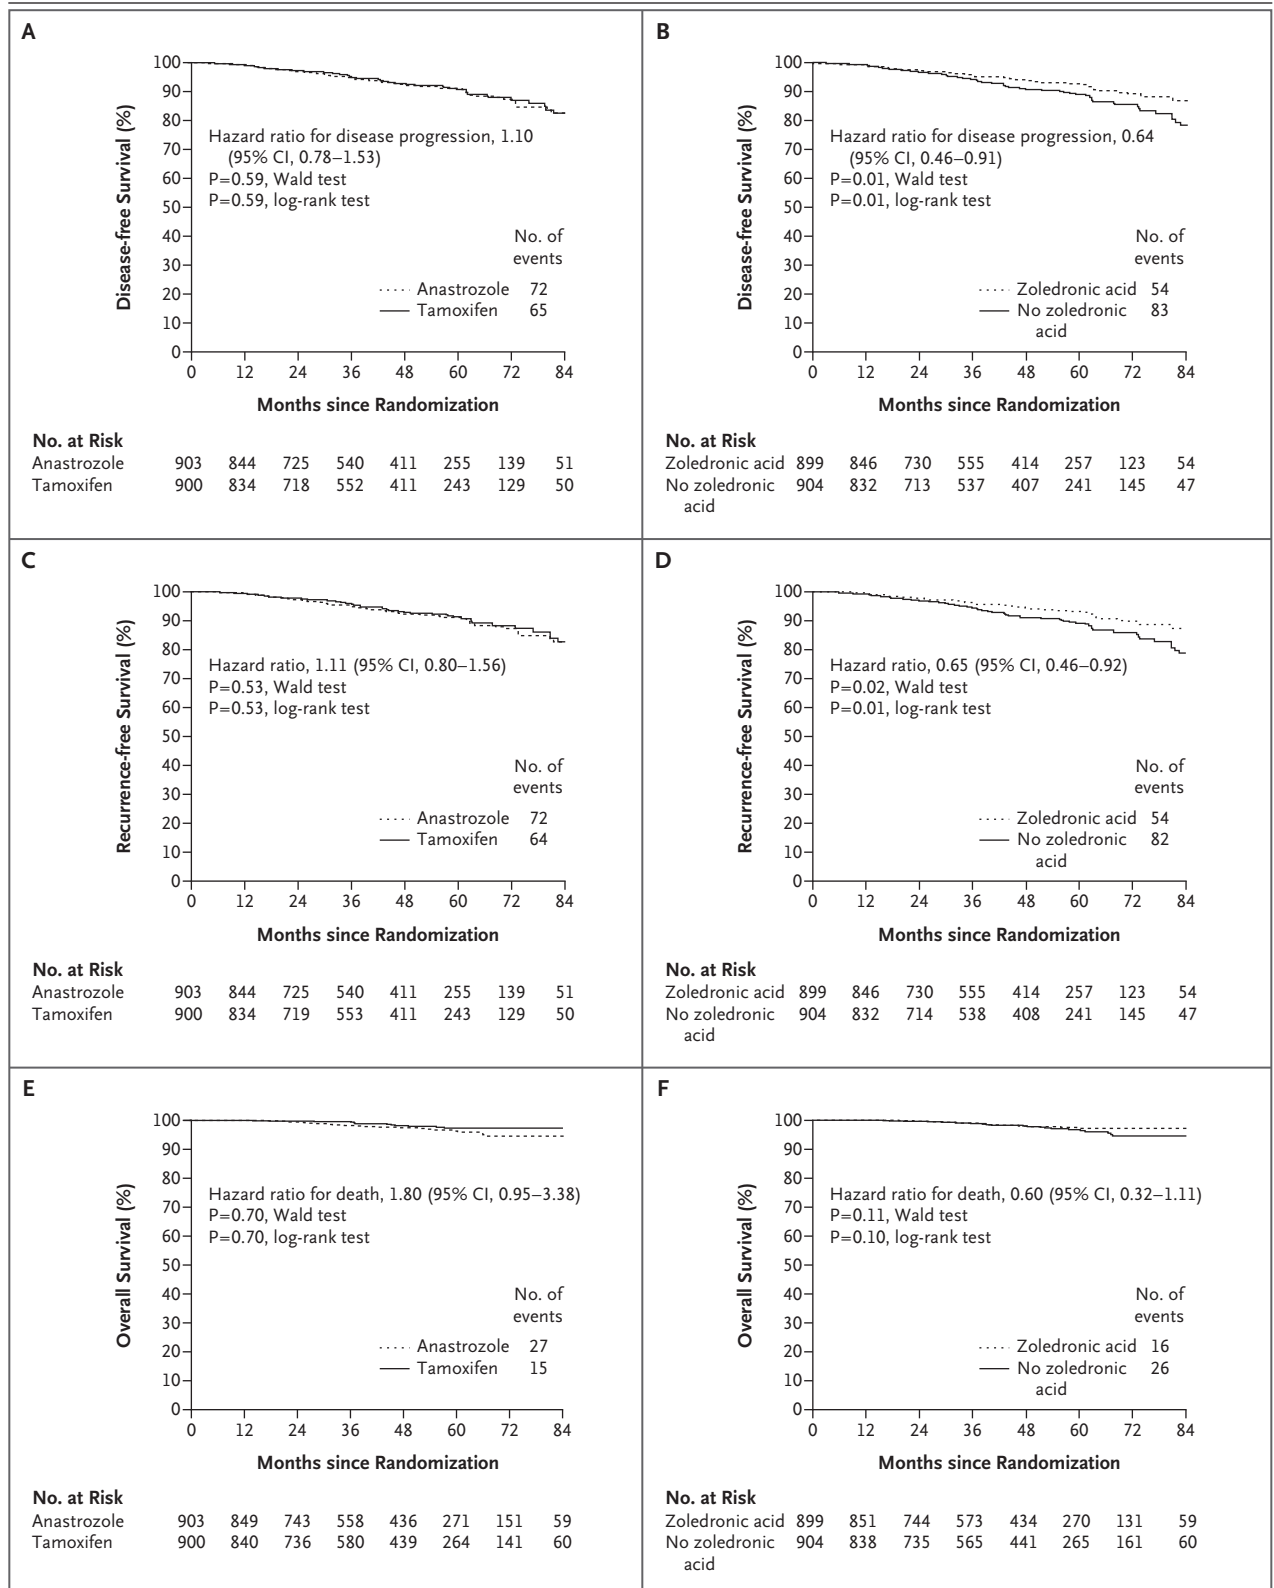 A
100
90
80
70
60
50
40
30
20
10
0
Disease-free Survival (%)
Hazard ratio for disease progression, 1.10
(95% CI, 0.78–1.53)
P=0.59, Wald test
P=0.59, log-rank test
No. of
events
Anastrozole 72
Tamoxifen 65
0 12 24 36 48 60 72 84
Months since Randomization
No. at Risk
Anastrozole 903 844 725 540 411 255 139 51
Tamoxifen 900 834 718 552 411 243 129 50
B
100
90
80
70
60
50
40
30
20
10
0
Disease-free Survival (%)
Hazard ratio for disease progression, 0.64
(95% CI, 0.46–0.91)
P=0.01, Wald test
P=0.01, log-rank test
No. of
events
Zoledronic acid 54
No zoledronic 83
acid
0 12 24 36 48 60 72 84
Months since Randomization
No. at Risk
Zoledronic acid 899 846 730 555 414 257 123 54
No zoledronic 904 832 713 537 407 241 145 47
acid
C
100
90
80
70
60
50
40
30
20
10
0
Recurrence-free Survival (%)
Hazard ratio, 1.11 (95% CI, 0.80–1.56)
P=0.53, Wald test
P=0.53, log-rank test
No. of
events
Anastrozole 72
Tamoxifen 64
0 12 24 36 48 60 72 84
Months since Randomization
No. at Risk
Anastrozole 903 844 725 540 411 255 139 51
Tamoxifen 900 834 719 553 411 243 129 50
D
100
90
80
70
60
50
40
30
20
10
0
Recurrence-free Survival (%)
Hazard ratio, 0.65 (95% CI, 0.46–0.92)
P=0.02, Wald test
P=0.01, log-rank test
No. of
events
Zoledronic acid 54
No zoledronic 82
acid
0 12 24 36 48 60 72 84
Months since Randomization
No. at Risk
Zoledronic acid 899 846 730 555 414 257 123 54
No zoledronic 904 832 714 538 408 241 145 47
acid
E
100
90
80
70
60
50
40
30
20
10
0
Overall Survival (%)
Hazard ratio for death, 1.80 (95% CI, 0.95–3.38)
P=0.70, Wald test
P=0.70, log-rank test
No. of
events
Anastrozole 27
Tamoxifen 15
0 12 24 36 48 60 72 84
Months since Randomization
No. at Risk
Anastrozole 903 849 743 558 436 271 151 59
Tamoxifen 900 840 736 580 439 264 141 60
F
100
90
80
70
60
50
40
30
20
10
0
Overall Survival (%)
Hazard ratio for death, 0.60 (95% CI, 0.32–1.11)
P=0.11, Wald test
P=0.10, log-rank test
No. of
events
Zoledronic acid 16
No zoledronic 26
acid
0 12 24 36 48 60 72 84
Months since Randomization
No. at Risk
Zoledronic acid 899 851 744 573 434 270 131 59
No zoledronic 904 838 735 565 441 265 161 60
acid